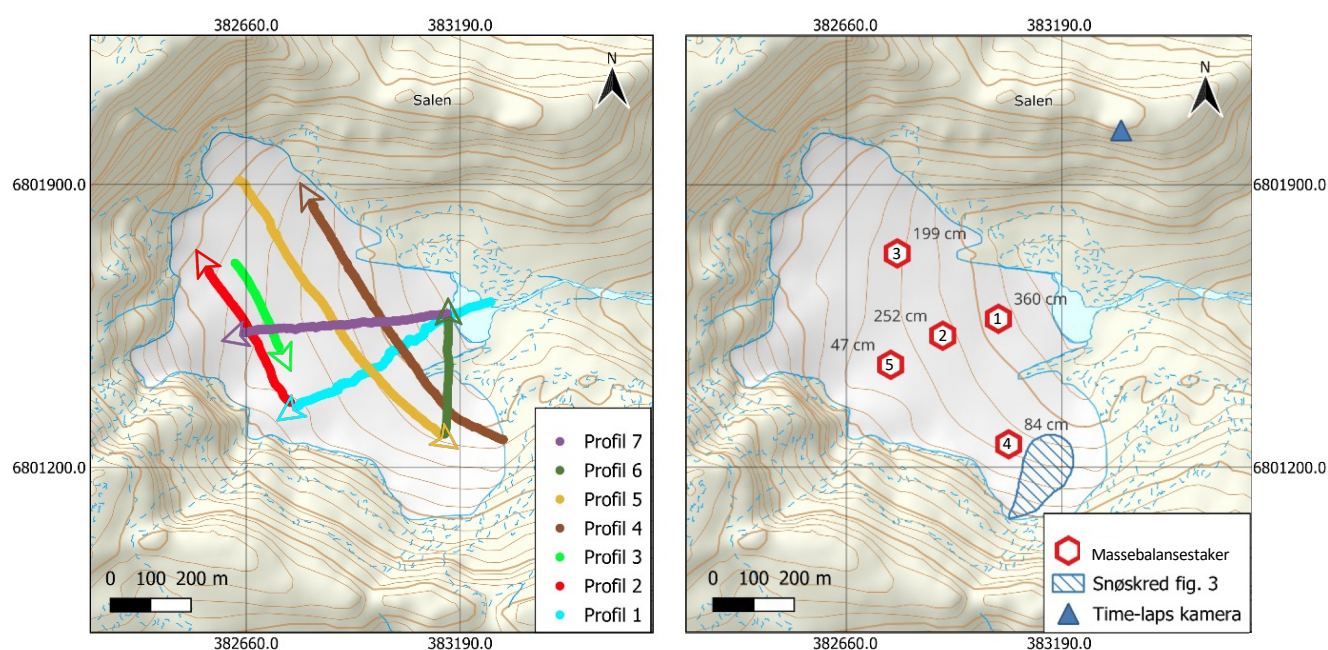 382660.0 383190.0
N
Salen
6801900.0
6801200.0
Profil 7
Profil 6
Profil 5
Profil 4
Profil 3
Profil 2
Profil 1
0 100 200 m
382660.0 383190.0
382660.0 383190.0
N
Salen
6801900.0
199 cm
3
360 cm
1
252 cm
2
47 cm
5
84 cm
4
6801200.0
Massebalansestaker
Snøskred fig. 3
Time-laps kamera
0 100 200 m
382660.0 383190.0